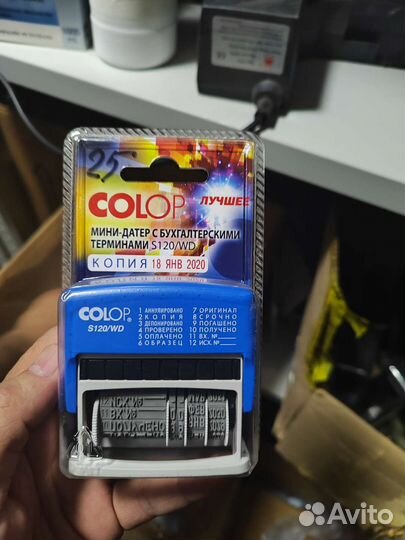 25
COLOP
ЛУЧШЕЕ
МИНИ-ДАТЕР С БУХГАЛТЕРСКИМИ
ТЕРМИНАМИ S120/WD
КОПИЯ 18 ЯНВ 2020
COLOP
S120/WD
1 АННУЛИРОВАНО
2 КОПИЯ
3 ДЕПОНИРОВАНО
4 ПРОВЕРЕНО
5 ОПЛАЧЕНО
6 ОБРАЗЕЦ
7 ОРИГИНАЛ
8 СРОЧНО
9 ПОГАШЕНО
10 ПОЛУЧЕНО
11 ВХ. №
12 ИСХ. №
Avito